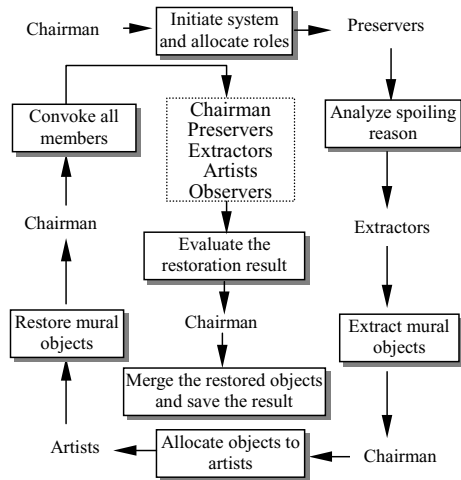 Chairman
Initiate system
and allocate roles
Preservers
Convoke all
members
Chairman
Preservers
Extractors
Artists
Observers
Analyze spoiling
reason
Chairman
Extractors
Evaluate the
restoration result
Restore mural
objects
Chairman
Extract mural
objects
Merge the restored objects
and save the result
Artists
Allocate objects to
artists
Chairman